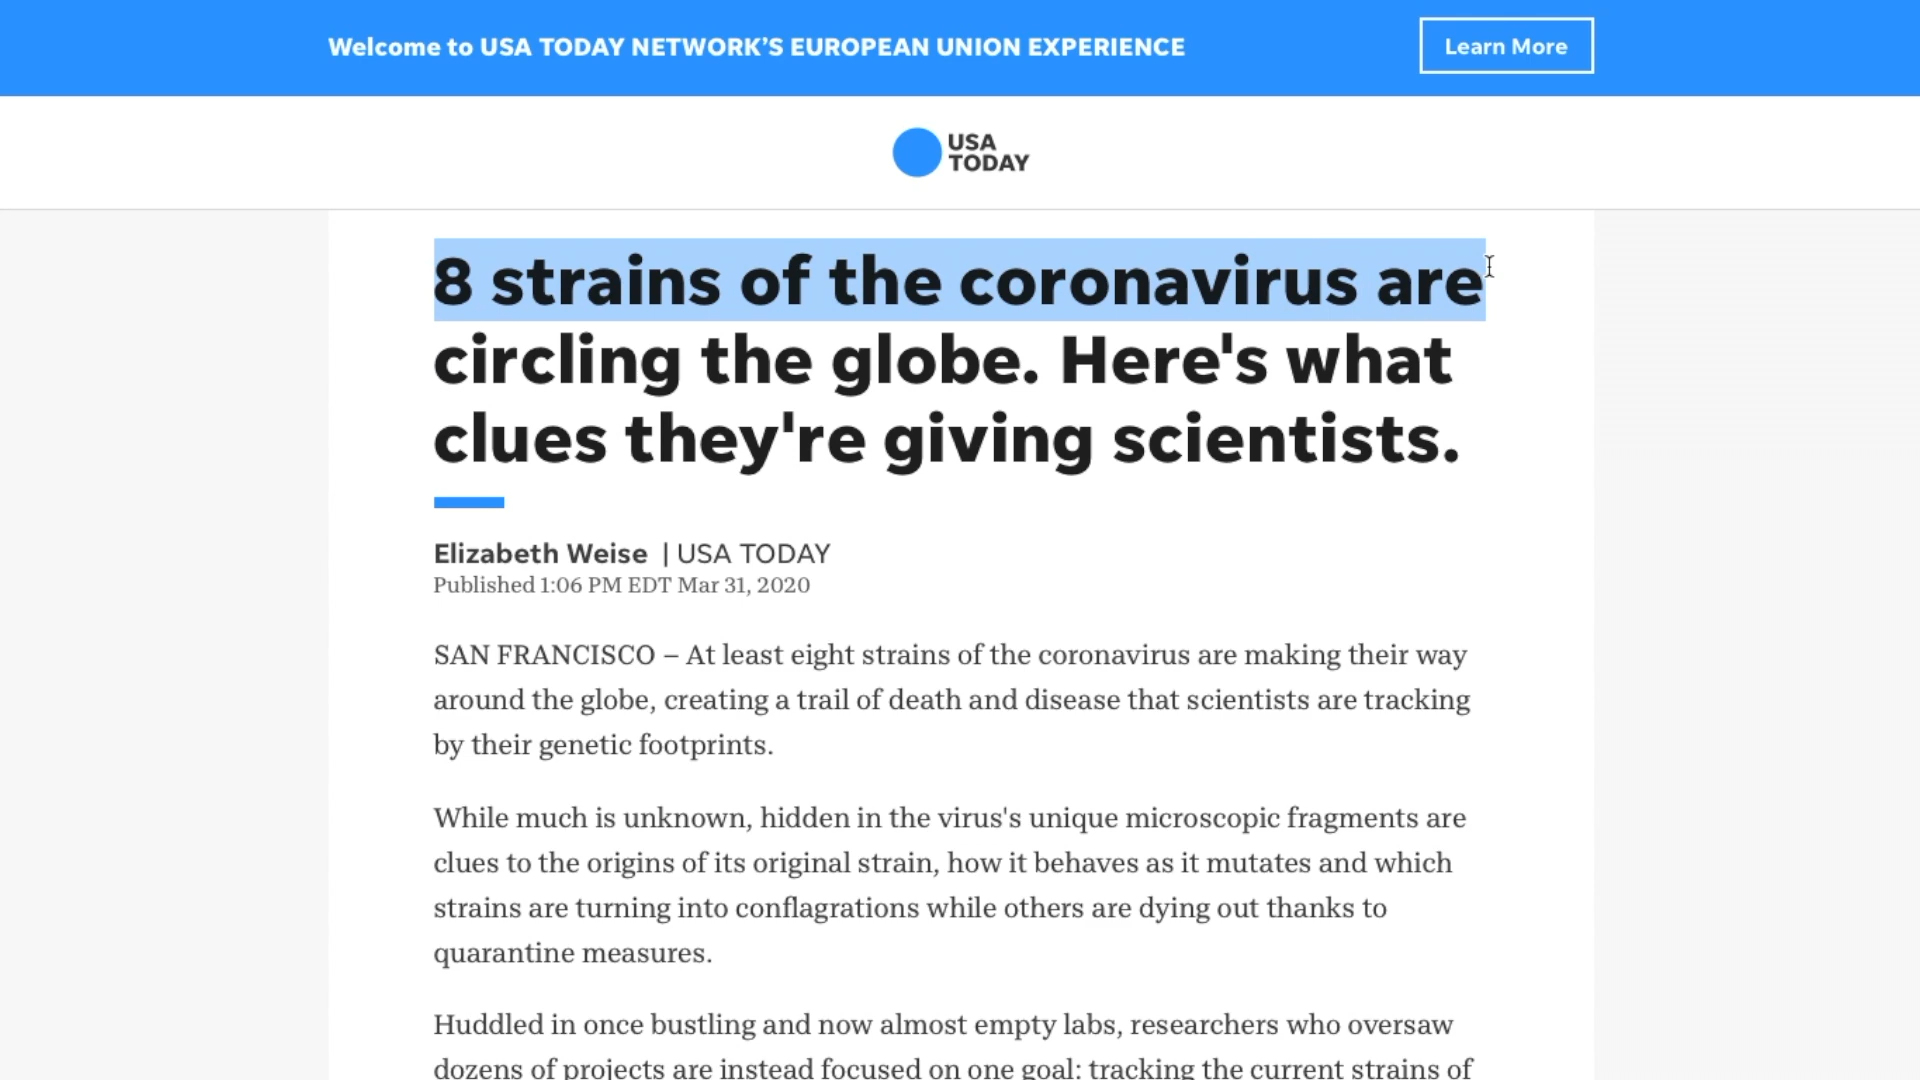 Welcome to USA TODAY NETWORK’S EUROPEAN UNION EXPERIENCE
Learn More
USA
TODAY
8 strains of the coronavirus are
circling the globe. Here's what
clues they're giving scientists.
Elizabeth Weise | USA TODAY
Published 1:06 PM EDT Mar 31, 2020
SAN FRANCISCO – At least eight strains of the coronavirus are making their way
around the globe, creating a trail of death and disease that scientists are tracking
by their genetic footprints.
While much is unknown, hidden in the virus's unique microscopic fragments are
clues to the origins of its original strain, how it behaves as it mutates and which
strains are turning into conflagrations while others are dying out thanks to
quarantine measures.
Huddled in once bustling and now almost empty labs, researchers who oversaw
dozens of projects are instead focused on one goal: tracking the current strains of